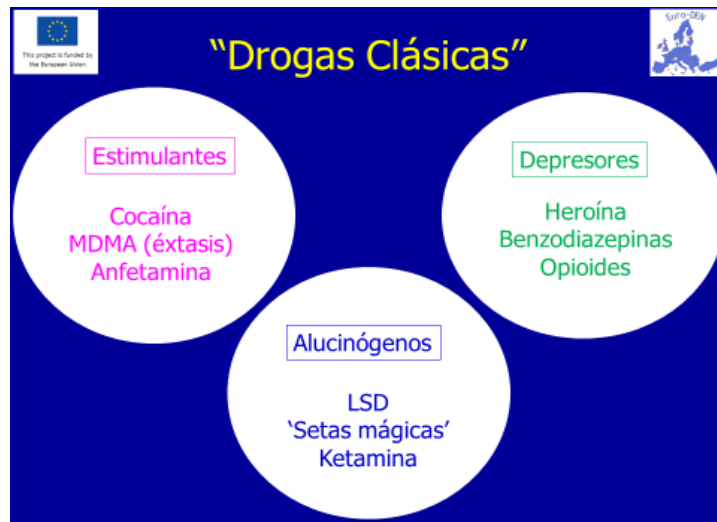 This project is funded by
the European Union
Euro-DEN
“Drogas Clásicas”
Estimulantes
Cocaína
MDMA (éxtasis)
Anfetamina
Depresores
Heroína
Benzodiazepinas
Opioides
Alucinógenos
LSD
‘Setas mágicas’
Ketamina